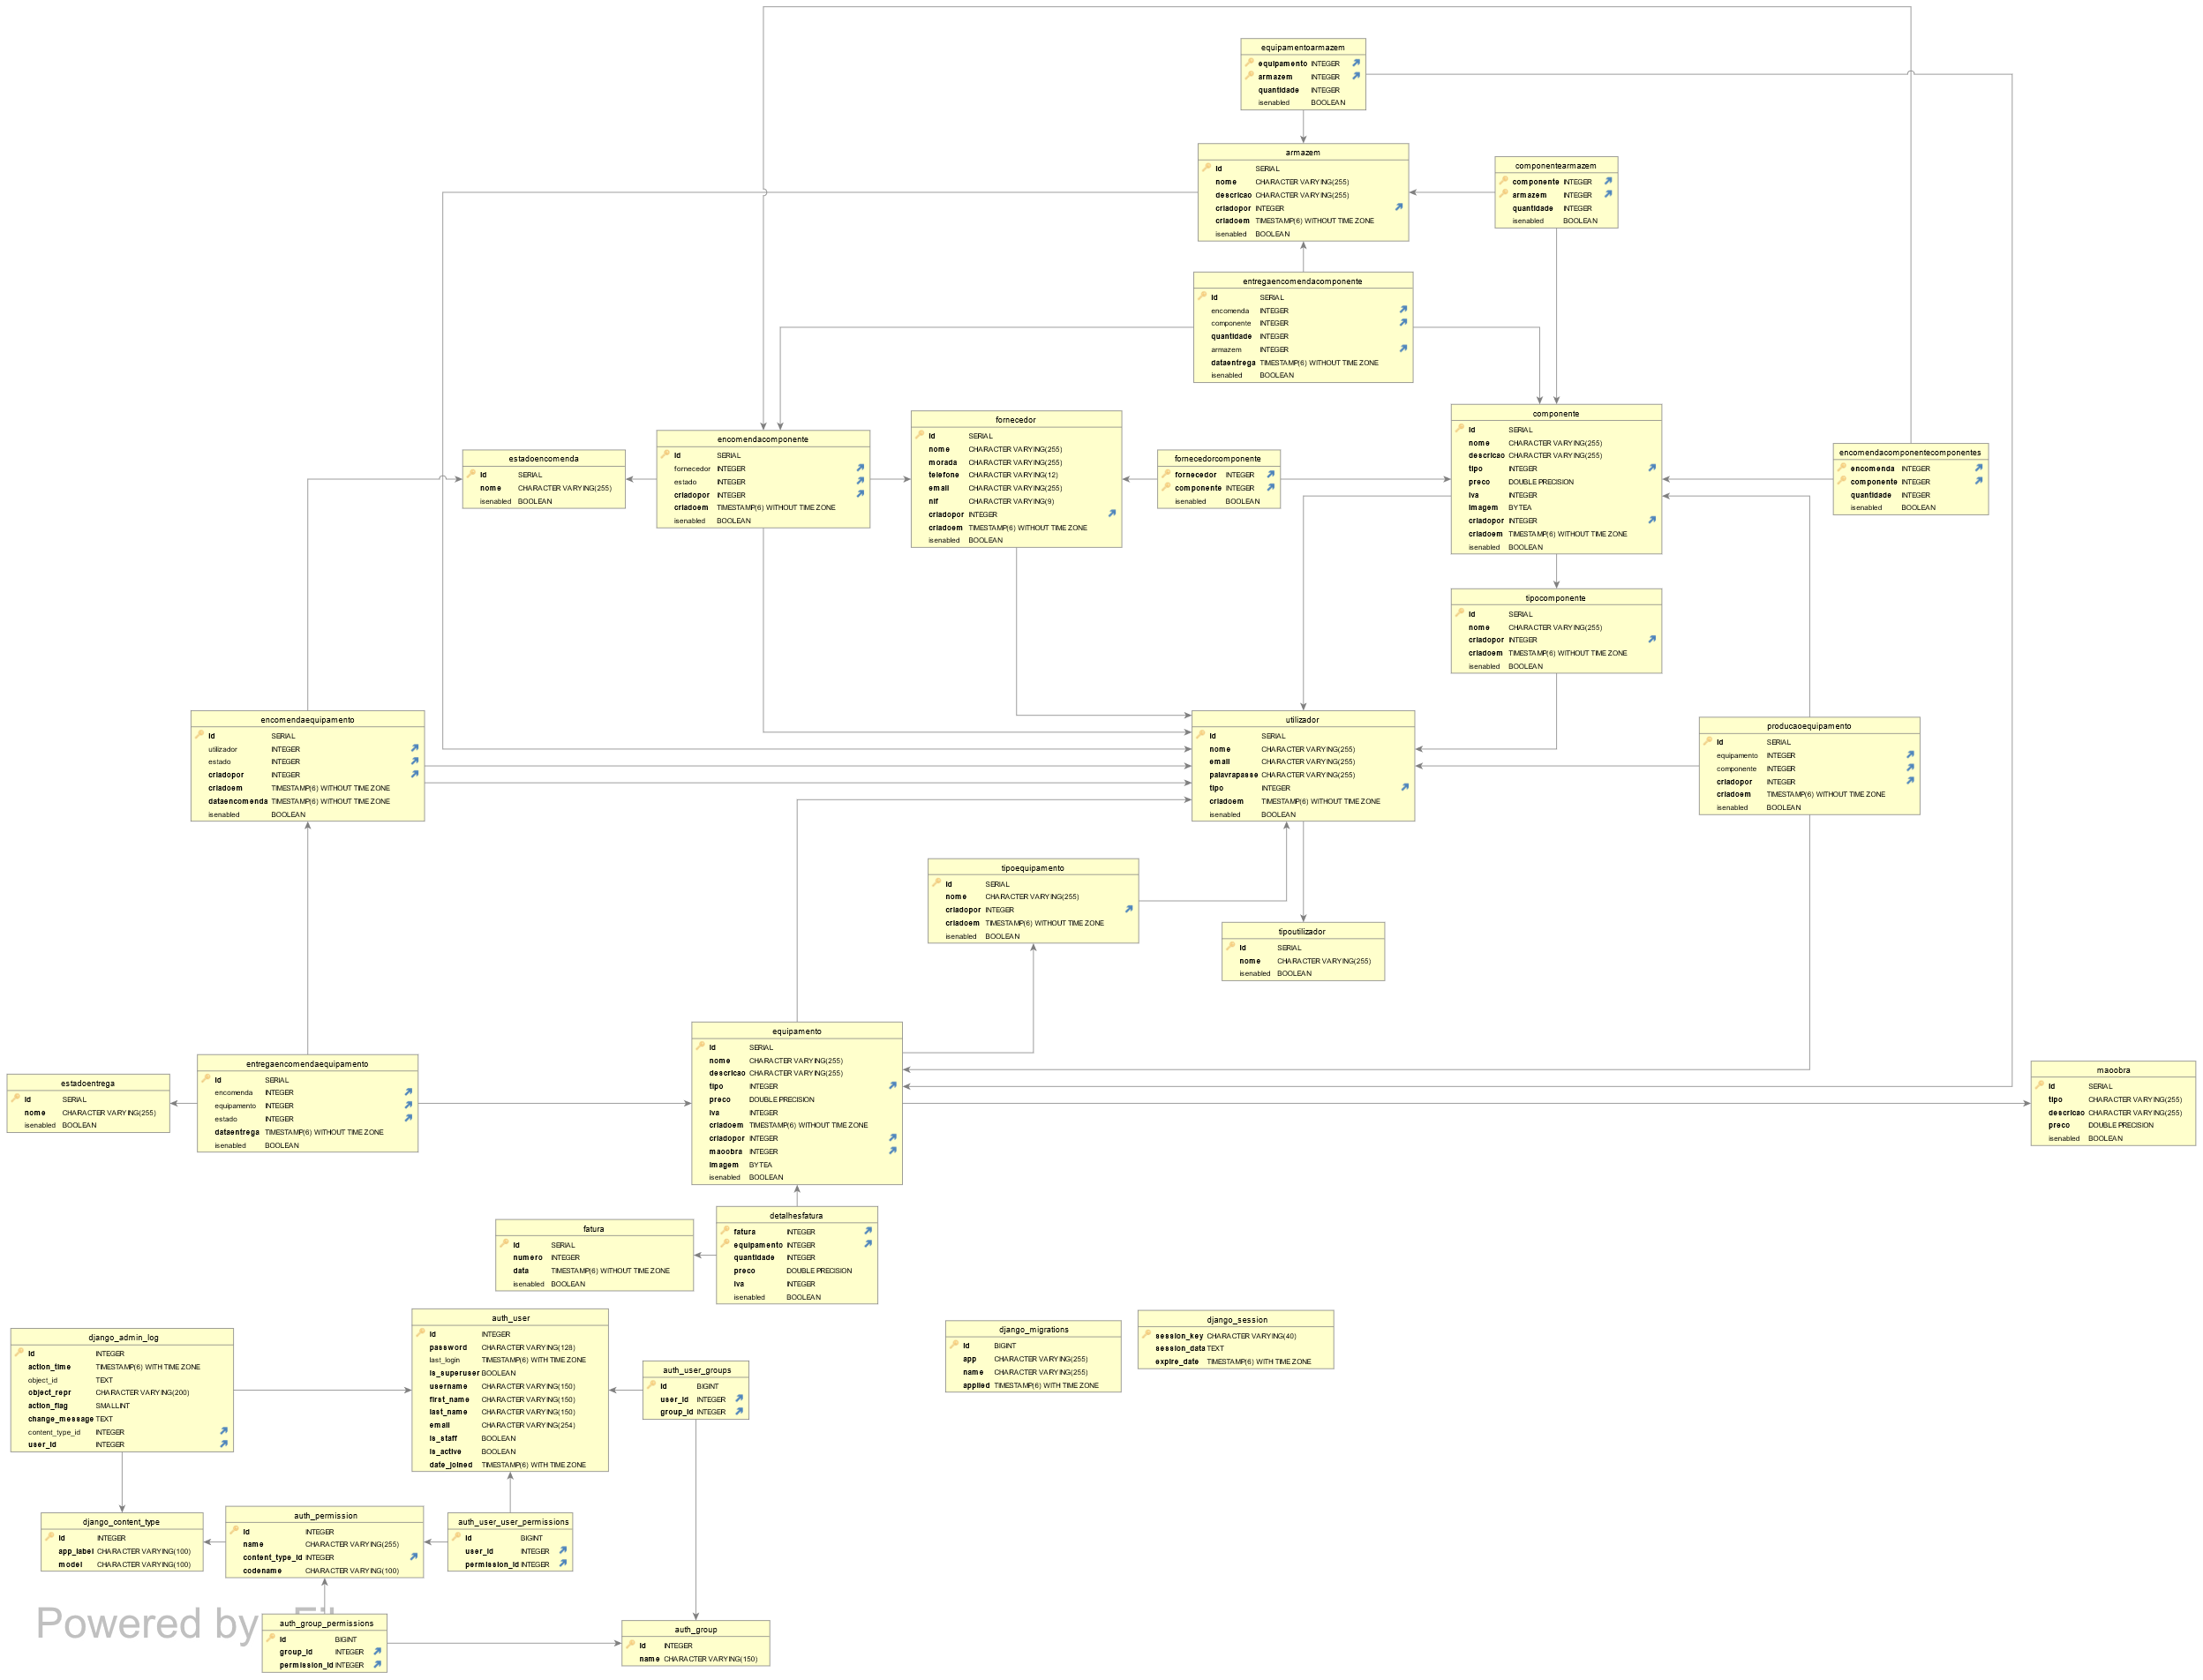 equipamentoarmazem
equipamento INTEGER
armazem INTEGER
quantidade INTEGER
isenabled BOOLEAN
armazem
id SERIAL
nome CHARACTER VARYING(255)
descricao CHARACTER VARYING(255)
criadopor INTEGER
criadoem TIMESTAMP(6) WITHOUT TIME ZONE
isenabled BOOLEAN
componentearmazem
componente INTEGER
armazem INTEGER
quantidade INTEGER
isenabled BOOLEAN
entregaencomendacomponente
id SERIAL
encomenda INTEGER
componente INTEGER
quantidade INTEGER
armazem INTEGER
dataentrega TIMESTAMP(6) WITHOUT TIME ZONE
isenabled BOOLEAN
estadoencomenda
id SERIAL
nome CHARACTER VARYING(255)
isenabled BOOLEAN
encomendacomponente
id SERIAL
fornecedor INTEGER
estado INTEGER
criadopor INTEGER
criadoem TIMESTAMP(6) WITHOUT TIME ZONE
isenabled BOOLEAN
fornecedor
id SERIAL
nome CHARACTER VARYING(255)
morada CHARACTER VARYING(255)
telefone CHARACTER VARYING(12)
email CHARACTER VARYING(255)
nif CHARACTER VARYING(9)
criadopor INTEGER
criadoem TIMESTAMP(6) WITHOUT TIME ZONE
isenabled BOOLEAN
fornecedorcomponente
fornecedor INTEGER
componente INTEGER
isenabled BOOLEAN
componente
id SERIAL
nome CHARACTER VARYING(255)
descricao CHARACTER VARYING(255)
tipo INTEGER
preco DOUBLE PRECISION
iva INTEGER
imagem BYTEA
criadopor INTEGER
criadoem TIMESTAMP(6) WITHOUT TIME ZONE
isenabled BOOLEAN
encomendacomponentecomponentes
encomenda INTEGER
componente INTEGER
quantidade INTEGER
isenabled BOOLEAN
tipocomponente
id SERIAL
nome CHARACTER VARYING(255)
criadopor INTEGER
criadoem TIMESTAMP(6) WITHOUT TIME ZONE
isenabled BOOLEAN
encomendaequipamento
id SERIAL
utilizador INTEGER
estado INTEGER
criadopor INTEGER
criadoem TIMESTAMP(6) WITHOUT TIME ZONE
dataencomenda TIMESTAMP(6) WITHOUT TIME ZONE
isenabled BOOLEAN
utilizador
id SERIAL
nome CHARACTER VARYING(255)
email CHARACTER VARYING(255)
palavrapasse CHARACTER VARYING(255)
tipo INTEGER
criadoem TIMESTAMP(6) WITHOUT TIME ZONE
isenabled BOOLEAN
producaoequipamento
id SERIAL
equipamento INTEGER
componente INTEGER
criadopor INTEGER
criadoem TIMESTAMP(6) WITHOUT TIME ZONE
isenabled BOOLEAN
tipoequipamento
id SERIAL
nome CHARACTER VARYING(255)
criadopor INTEGER
criadoem TIMESTAMP(6) WITHOUT TIME ZONE
isenabled BOOLEAN
tipoutilizador
id SERIAL
nome CHARACTER VARYING(255)
isenabled BOOLEAN
estadoentrega
id SERIAL
nome CHARACTER VARYING(255)
isenabled BOOLEAN
entregaencomendaequipamento
id SERIAL
encomenda INTEGER
equipamento INTEGER
estado INTEGER
dataentrega TIMESTAMP(6) WITHOUT TIME ZONE
isenabled BOOLEAN
equipamento
id SERIAL
nome CHARACTER VARYING(255)
descricao CHARACTER VARYING(255)
tipo INTEGER
preco DOUBLE PRECISION
iva INTEGER
criadoem TIMESTAMP(6) WITHOUT TIME ZONE
criadopor INTEGER
maoobra INTEGER
imagem BYTEA
isenabled BOOLEAN
maoobra
id SERIAL
tipo CHARACTER VARYING(255)
descricao CHARACTER VARYING(255)
preco DOUBLE PRECISION
isenabled BOOLEAN
fatura
id SERIAL
numero INTEGER
data TIMESTAMP(6) WITHOUT TIME ZONE
isenabled BOOLEAN
detalhesfatura
fatura INTEGER
equipamento INTEGER
quantidade INTEGER
preco DOUBLE PRECISION
iva INTEGER
isenabled BOOLEAN
django_admin_log
id INTEGER
action_time TIMESTAMP(6) WITH TIME ZONE
object_id TEXT
object_repr CHARACTER VARYING(200)
action_flag SMALLINT
change_message TEXT
content_type_id INTEGER
user_id INTEGER
auth_user
id INTEGER
password CHARACTER VARYING(128)
last_login TIMESTAMP(6) WITH TIME ZONE
is_superuser BOOLEAN
username CHARACTER VARYING(150)
first_name CHARACTER VARYING(150)
last_name CHARACTER VARYING(150)
email CHARACTER VARYING(254)
is_staff BOOLEAN
is_active BOOLEAN
date_joined TIMESTAMP(6) WITH TIME ZONE
auth_user_groups
id BIGINT
user_id INTEGER
group_id INTEGER
django_migrations
id BIGINT
app CHARACTER VARYING(255)
name CHARACTER VARYING(255)
applied TIMESTAMP(6) WITH TIME ZONE
django_session
session_key CHARACTER VARYING(40)
session_data TEXT
expire_date TIMESTAMP(6) WITH TIME ZONE
django_content_type
id INTEGER
app_label CHARACTER VARYING(100)
model CHARACTER VARYING(100)
auth_permission
id INTEGER
name CHARACTER VARYING(255)
content_type_id INTEGER
codename CHARACTER VARYING(100)
auth_user_user_permissions
id BIGINT
user_id INTEGER
permission_id INTEGER
Powered by
auth_group_permissions
id BIGINT
group_id INTEGER
permission_id INTEGER
auth_group
id INTEGER
name CHARACTER VARYING(150)